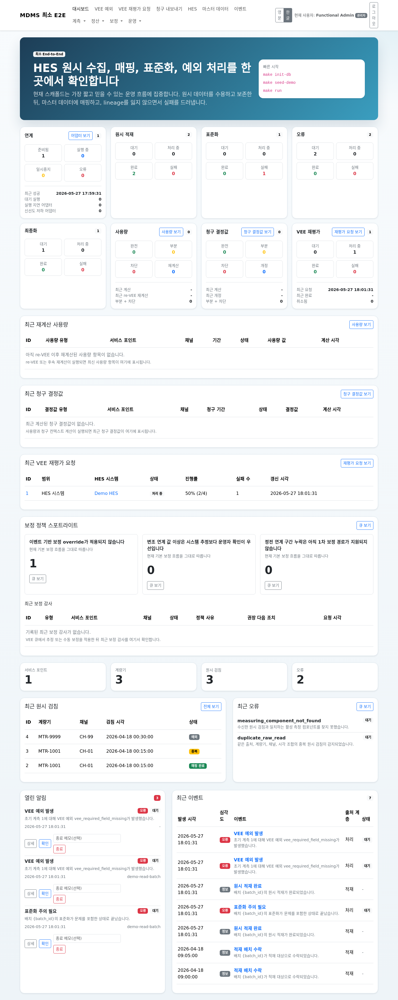 MDMS 최소 E2E
대시보드 VEE 예외 VEE 재평가 요청 청구 내보내기 HES 마스터 데이터 이벤트
계측 정산 보정 운영
영문 한글 현재 사용자: Functional Admin 관리자 로그아웃
최소 End-to-End
HES 원시 수집, 매핑, 표준화, 예외 처리를 한
곳에서 확인합니다
현재 스캐폴드는 가장 짧고 믿을 수 있는 운영 흐름에 집중합니다. 원시 데이터를 수용하고 보존한
뒤, 마스터 데이터에 매핑하고, lineage를 잃지 않으면서 실패를 드러냅니다.
빠른 시작
make init-db
make seed-demo
make run
연계 어댑터 보기 1
준비됨 실행 중
1 0
일시중지 오류
0 0
최근 성공 2026-05-27 17:59:31
대기 실행 0
실행 지연 어댑터 0
신선도 저하 어댑터 0
원시 적재 2
대기 처리 중
0 0
완료 실패
2 0
표준화 1
대기 처리 중
0 0
완료 실패
0 1
오류 2
대기 처리 중
2 0
완료 실패
0 0
최종화 1
대기 처리 중
1 0
완료 실패
0 0
사용량 사용량 보기 0
완전 부분
0 0
차단 재계산
0 0
최근 계산 -
최근 re-VEE 재계산 -
부분 + 차단 0
청구 결정값 청구 결정값 보기 0
완전 부분
0 0
차단 개정
0 0
최근 계산 -
최근 개정 -
부분 + 차단 0
VEE 재평가 재평가 요청 보기 1
대기 처리 중
0 1
완료 실패
0 0
최근 요청 2026-05-27 18:01:31
최근 완료 -
취소됨 0
최근 재계산 사용량 사용량 보기
ID 사용량 유형 서비스 포인트 채널 기간 상태 사용량 값 계산 시각
아직 re-VEE 이후 재계산된 사용량 항목이 없습니다.
re-VEE 또는 후속 재계산이 실행되면 최신 사용량 항목이 여기에 표시됩니다.
최근 청구 결정값 청구 결정값 보기
ID 결정값 유형 서비스 포인트 채널 청구 기간 상태 결정값 계산 시각
최근 계산된 청구 결정값이 없습니다.
사용량과 청구 컨텍스트 계산이 실행되면 최근 청구 결정값이 여기에 표시됩니다.
최근 VEE 재평가 요청 재평가 요청 보기
ID 범위 HES 시스템 상태 진행률 실패 수 갱신 시각
1 HES 시스템 Demo HES 처리 중 50% (2/4) 1 2026-05-27 18:01:31
보정 정책 스포트라이트 큐 보기
이벤트 기반 보정 override가 적용되지 않습니다
현재 기본 보정 흐름을 그대로 따릅니다
1
큐 보기
변조 연계 값 이상은 시스템 추정보다 운영자 확인이 우
선입니다
현재 기본 보정 흐름을 그대로 따릅니다
0
큐 보기
정전 연계 구간 누락은 아직 1차 보정 경로가 지원되지
않습니다
현재 기본 보정 흐름을 그대로 따릅니다
0
큐 보기
최근 보정 감사
ID 유형 서비스 포인트 채널 상태 정책 사유 권장 다음 조치 요청 시각
기록된 최근 보정 감사가 없습니다.
VEE 큐에서 추정 또는 수동 보정을 적용한 뒤 최근 보정 감사를 여기서 확인합니다.
서비스 포인트
1
계량기
3
원시 검침
3
오류
2
최근 원시 검침 전체 보기
ID 계량기 채널 검침 시각 상태
4 MTR-9999 CH-99 2026-04-18 00:30:00 예외
3 MTR-1001 CH-01 2026-04-18 00:15:00 중복
2 MTR-1001 CH-01 2026-04-18 00:15:00 매핑 완료
최근 오류 큐 보기
measuring_component_not_found 대기
수신한 원시 검침과 일치하는 활성 측정 컴포넌트를 찾지 못했습니다.
duplicate_raw_read 대기
같은 출처, 계량기, 채널, 시각 조합의 중복 원시 검침이 감지되었습니다.
열린 알림 3
VEE 예외 발생 오류 대기
초기 계측 1에 대해 VEE 예외 vee_required_field_missing가 발생했습니다.
2026-05-27 18:01:31 -
상세 확인 종료 메모(선택)
종료
VEE 예외 발생 오류 대기
초기 계측 1에 대해 VEE 예외 vee_required_field_missing가 발생했습니다.
2026-05-27 18:01:31 demo-read-batch
상세 확인 종료 메모(선택)
종료
표준화 주의 필요 오류 대기
배치 {batch_id}의 표준화가 문제를 포함한 상태로 끝났습니다.
2026-05-27 18:01:31 demo-read-batch
상세 확인 종료 메모(선택)
종료
최근 이벤트 7
발생 시각 심각도 이벤트 출처 계층 상태
2026-05-27 18:01:31 오류 VEE 예외 발생 처리 대기
초기 계측 1에 대해 VEE 예외 vee_required_field_missing가
발생했습니다.
2026-05-27 18:01:31 오류 VEE 예외 발생 처리 대기
초기 계측 1에 대해 VEE 예외 vee_required_field_missing가
발생했습니다.
2026-05-27 18:01:31 정보 원시 적재 완료 적재 -
배치 {batch_id}의 원시 적재가 완료되었습니다.
2026-05-27 18:01:31 오류 표준화 주의 필요 처리 대기
배치 {batch_id}의 표준화가 문제를 포함한 상태로 끝났습니다.
2026-05-27 18:01:31 정보 원시 적재 완료 적재 -
배치 {batch_id}의 원시 적재가 완료되었습니다.
2026-04-18 09:05:00 정보 적재 배치 수락 적재 -
배치 {batch_id}가 적재 대상으로 수락되었습니다.
2026-04-18 09:00:00 정보 적재 배치 수락 적재 -
배치 {batch_id}가 적재 대상으로 수락되었습니다.